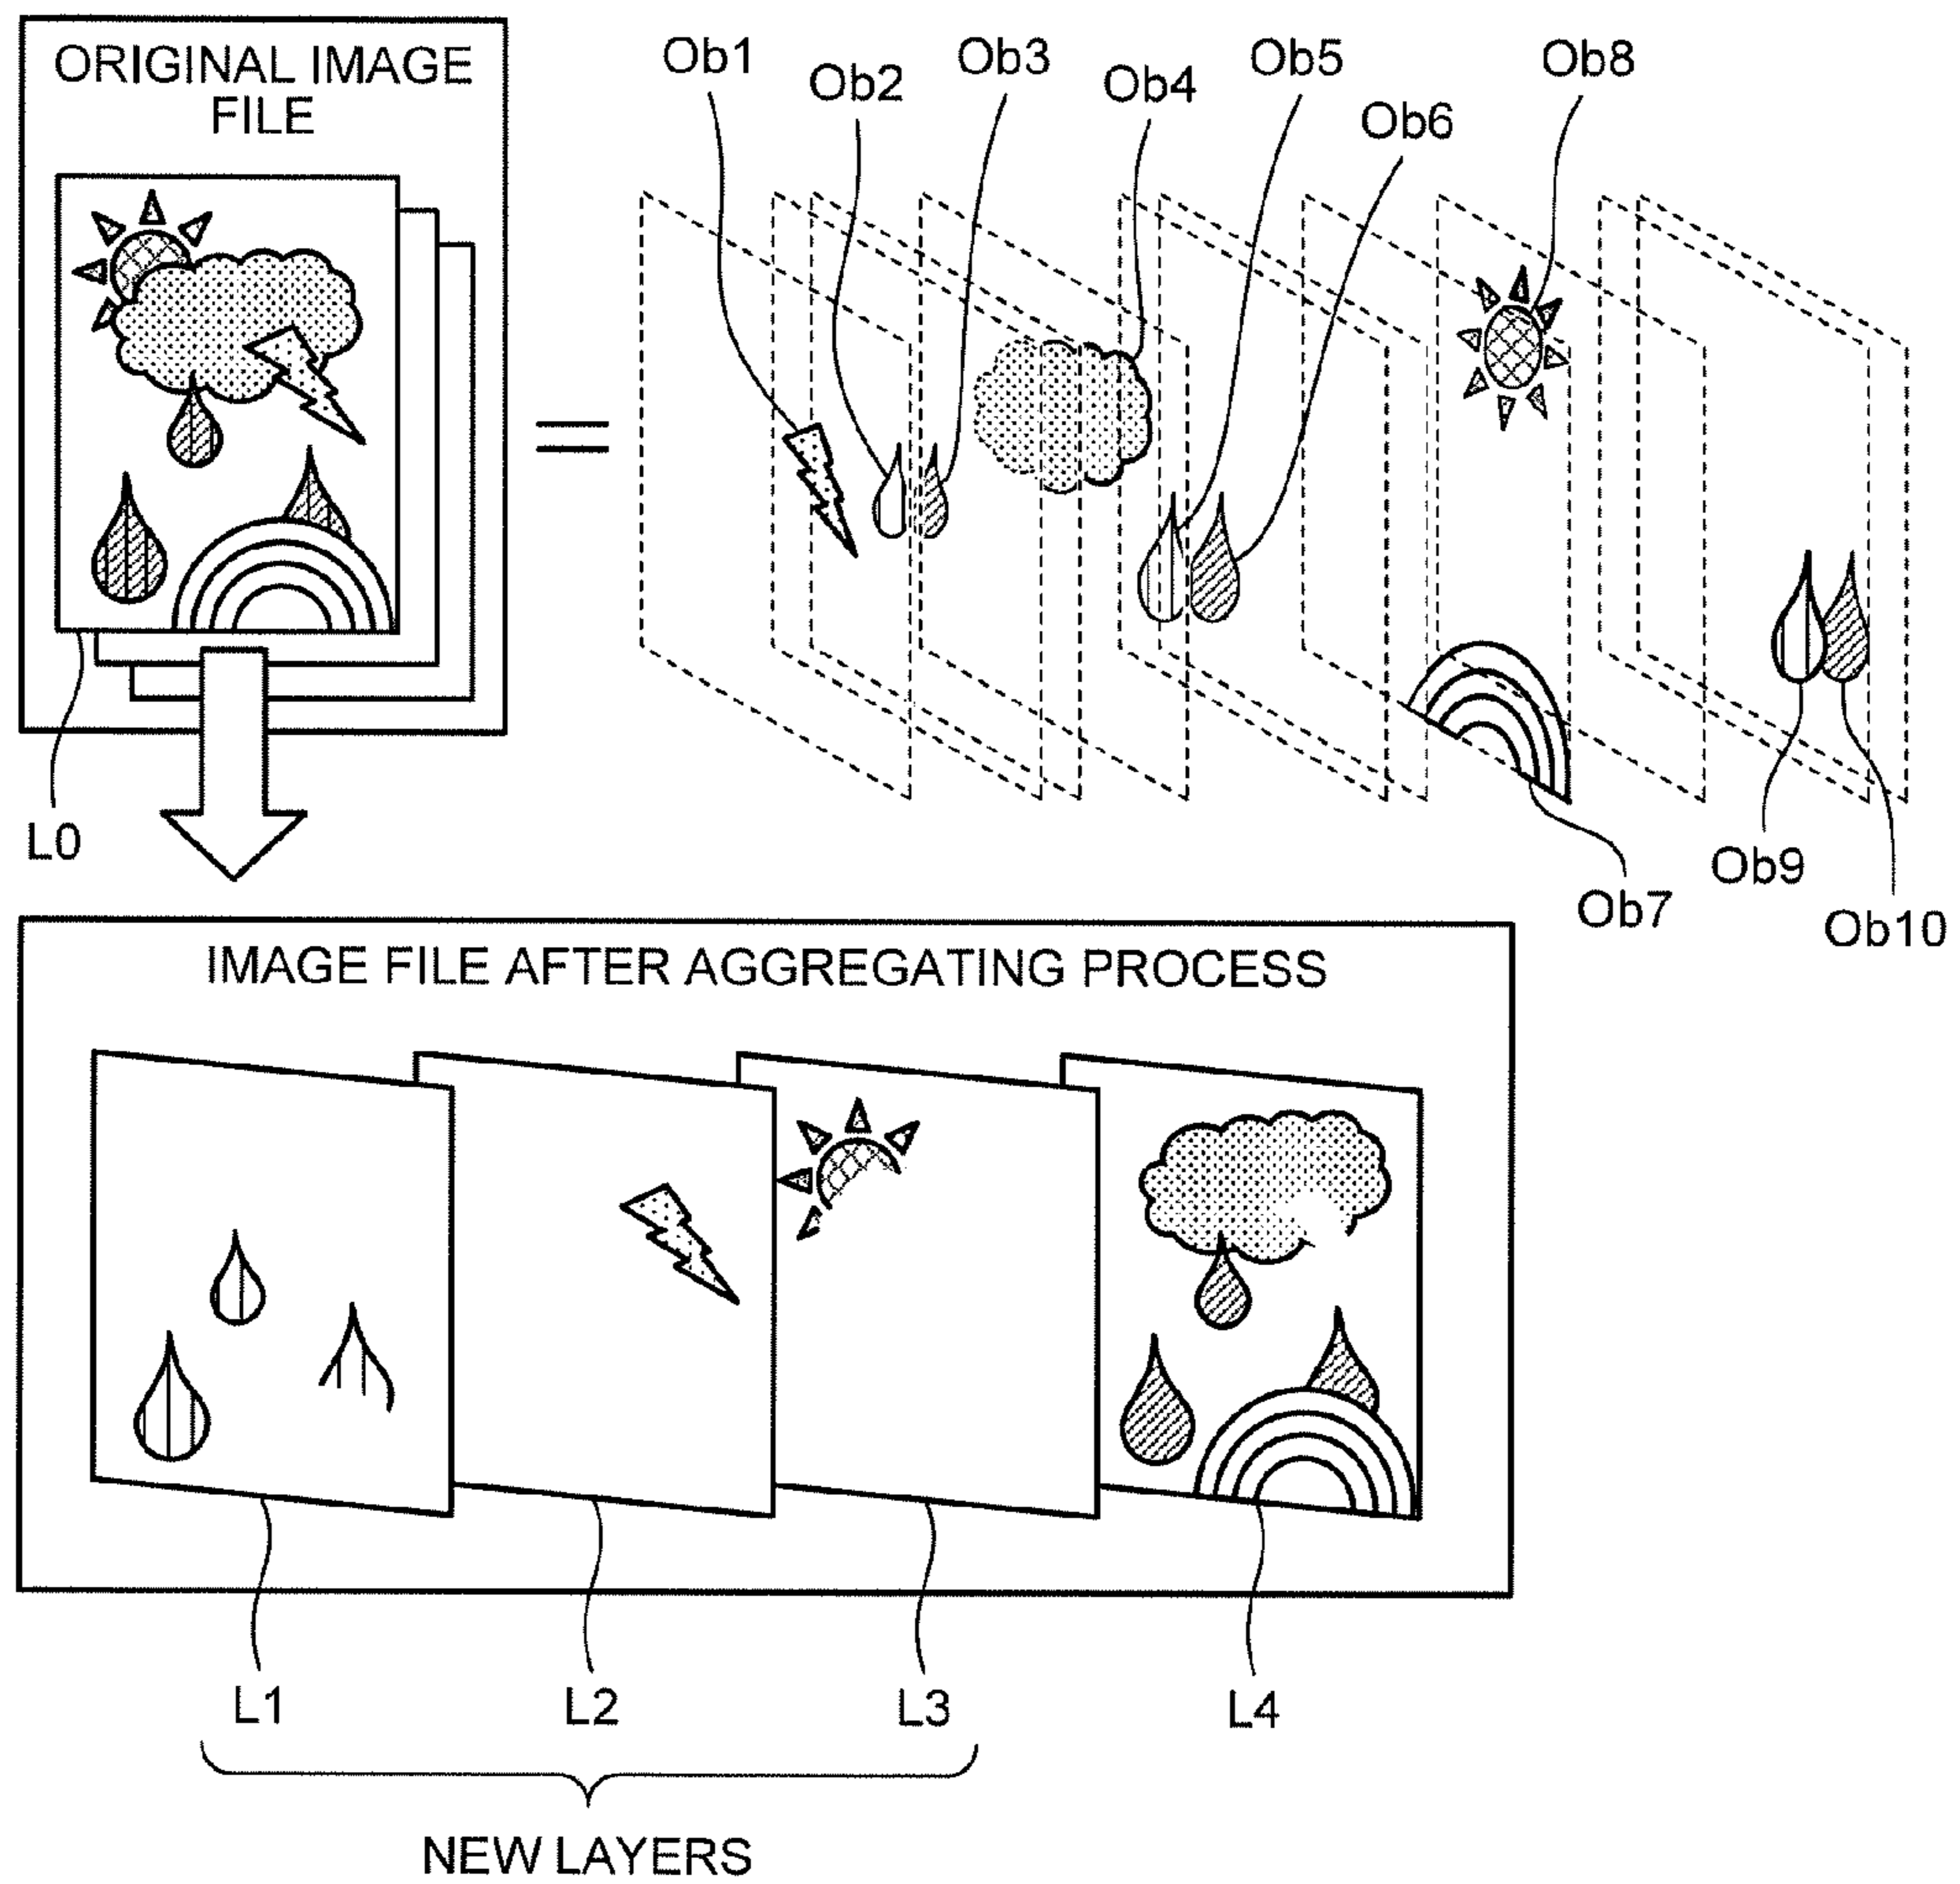 ORIGINAL IMAGE
FILE
Ob1
Ob2
Ob3
Ob4
Ob5
Ob6
Ob8
L0
Ob7
Ob9
Ob10
IMAGE FILE AFTER AGGREGATING PROCESS
L1
L2
L3
L4
NEW LAYERS